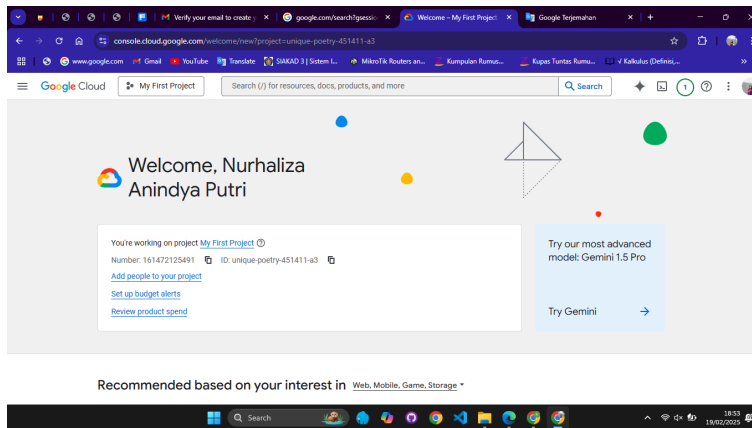 M Verify your email to create y
google.com/search?gsessio
Welcome – My First Project
Google Terjemahan
console.cloud.google.com/welcome/new?project=unique-poetry-451411-a3
www.google.com
Gmail
YouTube
Translate
SIAKAD 3 | Sistem I...
MikroTik Routers an...
Kumpulan Rumus...
Kupas Tuntas Rumu...
√ Kalkulus (Definisi,...
Google Cloud
My First Project
Search (/) for resources, docs, products, and more
Search
1
Welcome, Nurhaliza
Anindya Putri
You're working on project My First Project
Number: 161472125491 ID: unique-poetry-451411-a3
Add people to your project
Set up budget alerts
Review product spend
Try our most advanced
model: Gemini 1.5 Pro
Try Gemini
Recommended based on your interest in Web, Mobile, Game, Storage
Search
18:53
19/02/2025